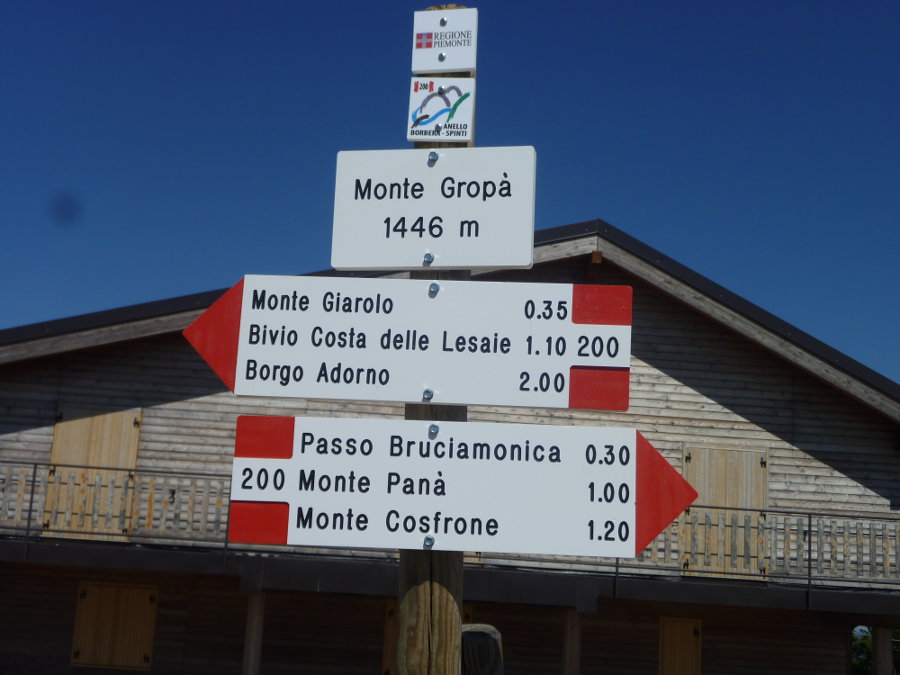 REGIONE
PIEMONTE
200
ANELLO
BORBERA - SPINTI
Monte Gropà
1446 m
Monte Giarolo 0.35
Bivio Costa delle Lesaie 1.10 200
Borgo Adorno 2.00
Passo Bruciamonica 0.30
200 Monte Panà 1.00
Monte Cosfrone 1.20